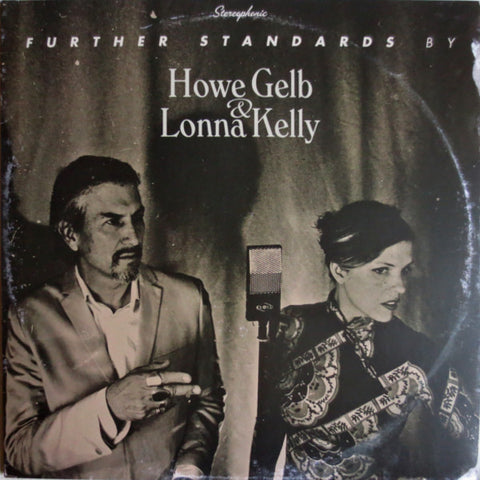 Stereophonic
FURTHER STANDARDS BY
Howe Gelb
&
Lonna Kelly